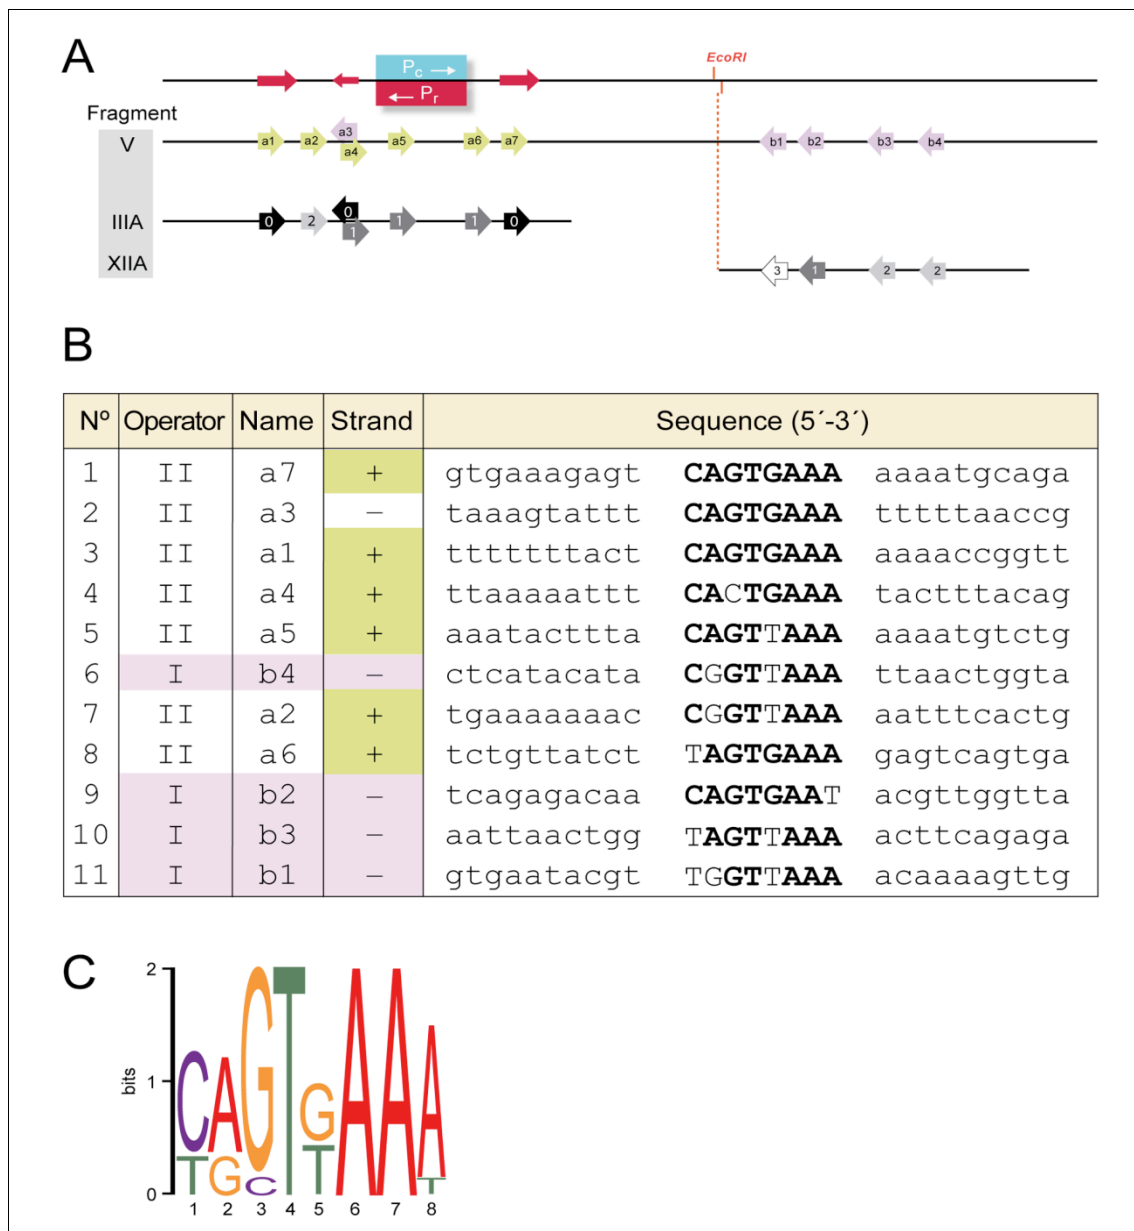 A
EcoRI
Pc →
← Pr
Fragment
V
a1 a2 a3 a4 a5 a6 a7 b1 b2 b3 b4
IIIA
0 2 0 1 1 1 0
XIIA
3 1 2 2
B
Nº Operator Name Strand Sequence (5´-3´)
1 II a7 + gtgaaagagt CAGTGAAA aaaatgcaga
2 II a3 – taaagtattt CAGTGAAA tttttaaccg
3 II a1 + tttttttact CAGTGAAA aaaaccggtt
4 II a4 + ttaaaaattt CACTGAAA tactttacag
5 II a5 + aaatacttta CAGTTAAA aaaatgtctg
6 I b4 – ctcatacata CGGTTAAA ttaactggta
7 II a2 + tgaaaaaaac CGGTTAAA aatttcactg
8 II a6 + tctgttatct TAGTGAAA gagtcagtga
9 I b2 – tcagagacaa CAGTGAAT acgttggtta
10 I b3 – aattaactgg TAGTTAAA acttcagaga
11 I b1 – gtgaatacgt TGGTTAAA acaaaagttg
C
2
1
0
bits
CAGTGAAA
TGCTT
1 2 3 4 5 6 7 8